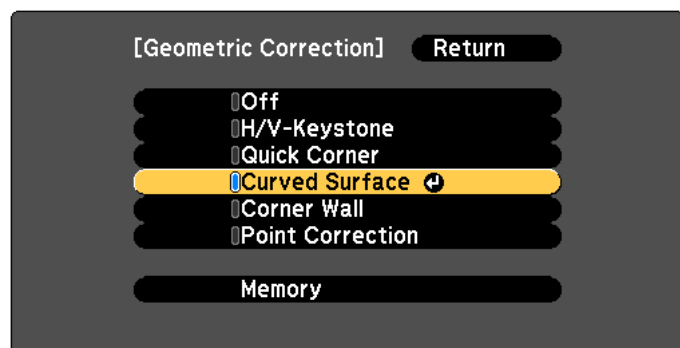 [Geometric Correction] Return
Off
H/V-Keystone
Quick Corner
Curved Surface
Corner Wall
Point Correction
Memory